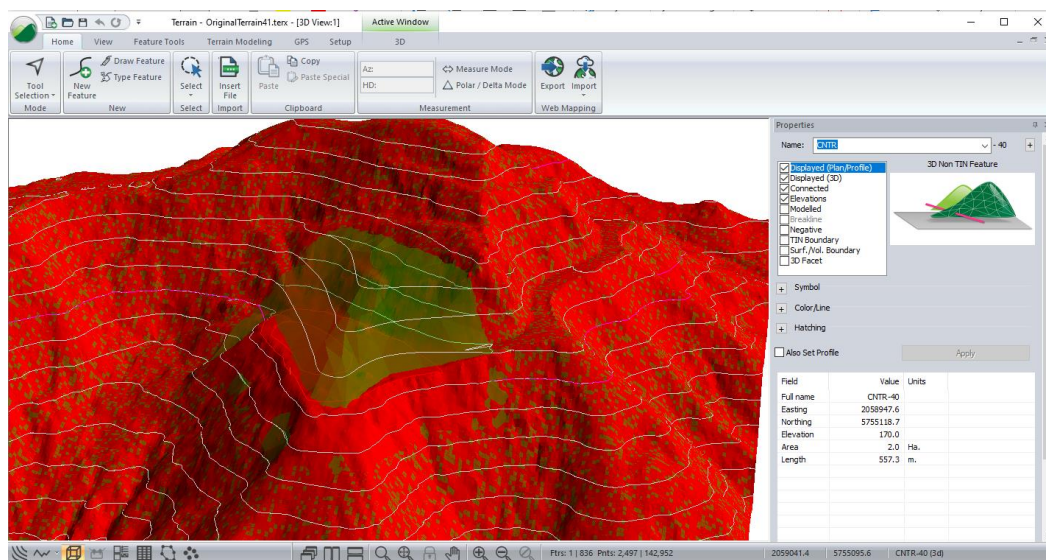 Terrain - OriginalTerrain41.terx - [3D View:1]
Active Window
Home View Feature Tools Terrain Modeling GPS Setup 3D
Tool Selection
Mode
New Feature
Draw Feature
Type Feature
New
Select
Select
Insert File
Import
Paste
Copy
Paste Special
Clipboard
Az:
HD:
Measure Mode
Polar / Delta Mode
Measurement
Export Import
Web Mapping
Properties
Name: CNTR - 40
Displayed (Plan/Profile)
Displayed (3D)
Connected
Elevations
Modelled
Breakline
Negative
TIN Boundary
Surf./Vol. Boundary
3D Facet
3D Non TIN Feature
Symbol
Color/Line
Hatching
Also Set Profile Apply
Field Value Units
Full name CNTR-40
Easting 2058947.6
Northing 5755118.7
Elevation 170.0
Area 2.0 Ha.
Length 557.3 m.
Ftrs: 1 | 836 Pnts: 2,497 | 142,952 2059041.4 5755095.6 CNTR-40 (3d)